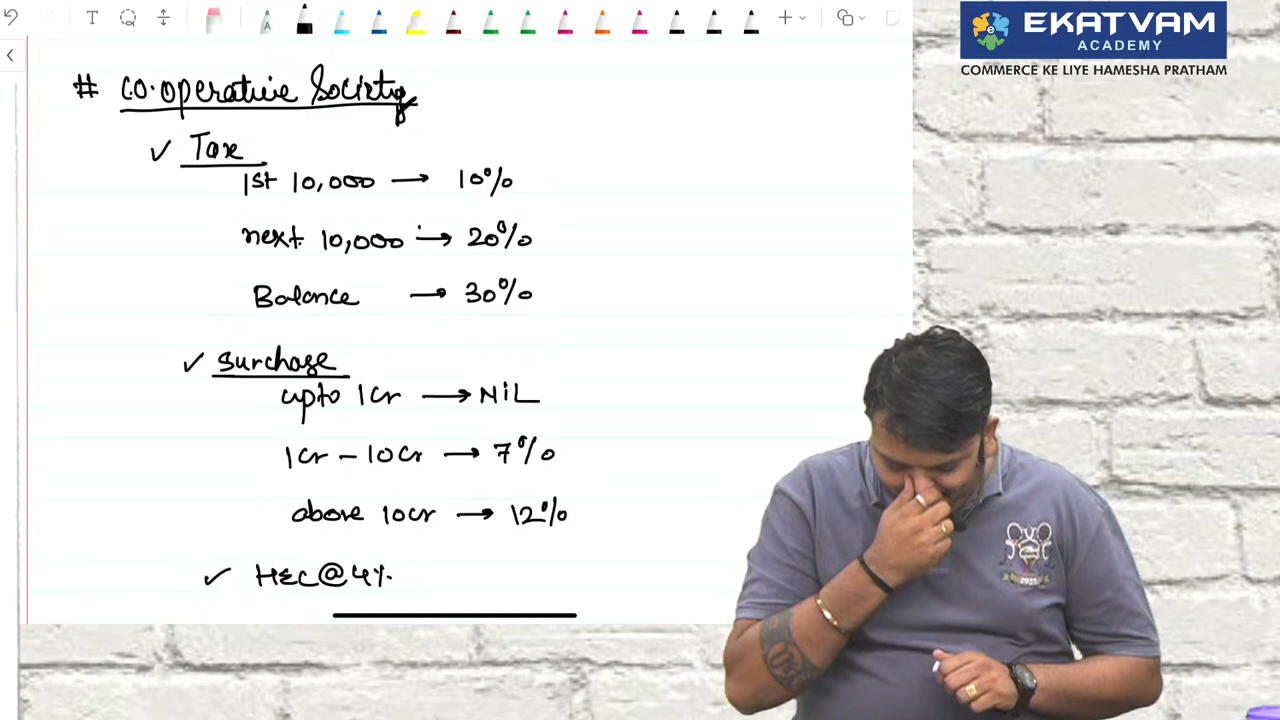 EKATVAM
ACADEMY
COMMERCE KE LIYE HAMESHA PRATHAM
# Co.operative Society
✓ Tax
1st 10,000 → 10%
next 10,000 → 20%
Balance → 30%
✓ Surcharge
upto 1cr → NiL
1cr – 10cr → 7%
above 10cr → 12%
✓ HEC@4%